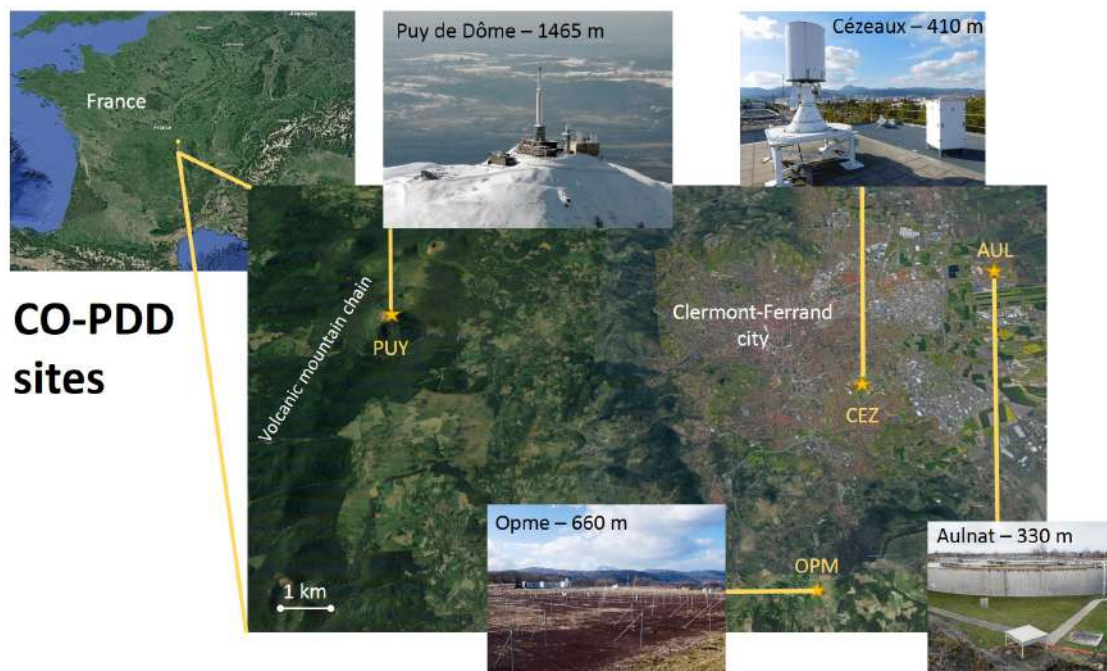 France
France
Puy de Dôme – 1465 m
Cézeaux – 410 m
CO-PDD
sites
Volcanic mountain chain
PUY
Clermont-Ferrand
city
AUL
CEZ
Opme – 660 m
OPM
Aulnat – 330 m
1 km